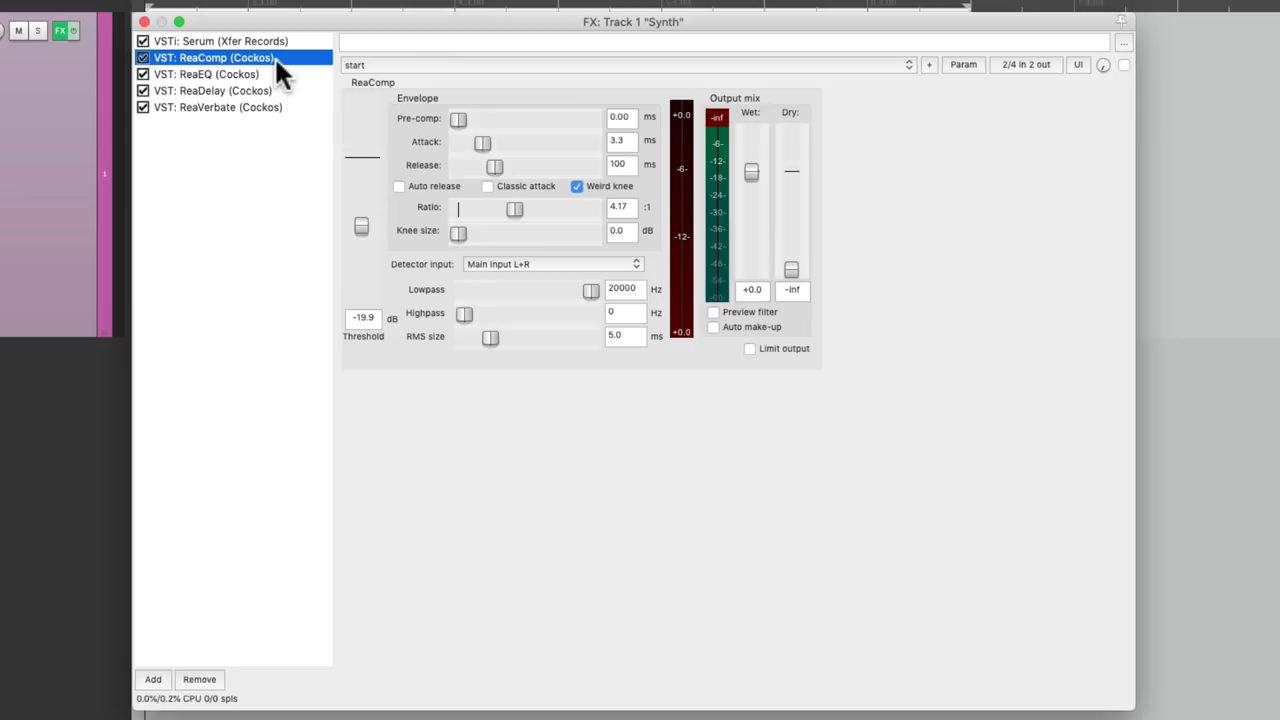 FX: Track 1 "Synth"
M S FX
1
VSTi: Serum (Xfer Records)
VST: ReaComp (Cockos)
VST: ReaEQ (Cockos)
VST: ReaDelay (Cockos)
VST: ReaVerbate (Cockos)
...
start
+ Param 2/4 in 2 out UI
ReaComp
Envelope
Pre-comp: 0.00 ms
Attack: 3.3 ms
Release: 100 ms
Auto release Classic attack Weird knee
Ratio: 4.17 :1
Knee size: 0.0 dB
Detector input: Main Input L+R
Lowpass 20000 Hz
Highpass 0 Hz
RMS size 5.0 ms
-19.9 dB
Threshold
+0.0
-6-
-12-
+0.0
Output mix
Wet: Dry:
-inf
-6-
-12-
-18-
-24-
-30-
-36-
-42-
-48-
-54-
-60-
+0.0 -inf
Preview filter
Auto make-up
Limit output
Add Remove
0.0%/0.2% CPU 0/0 spls